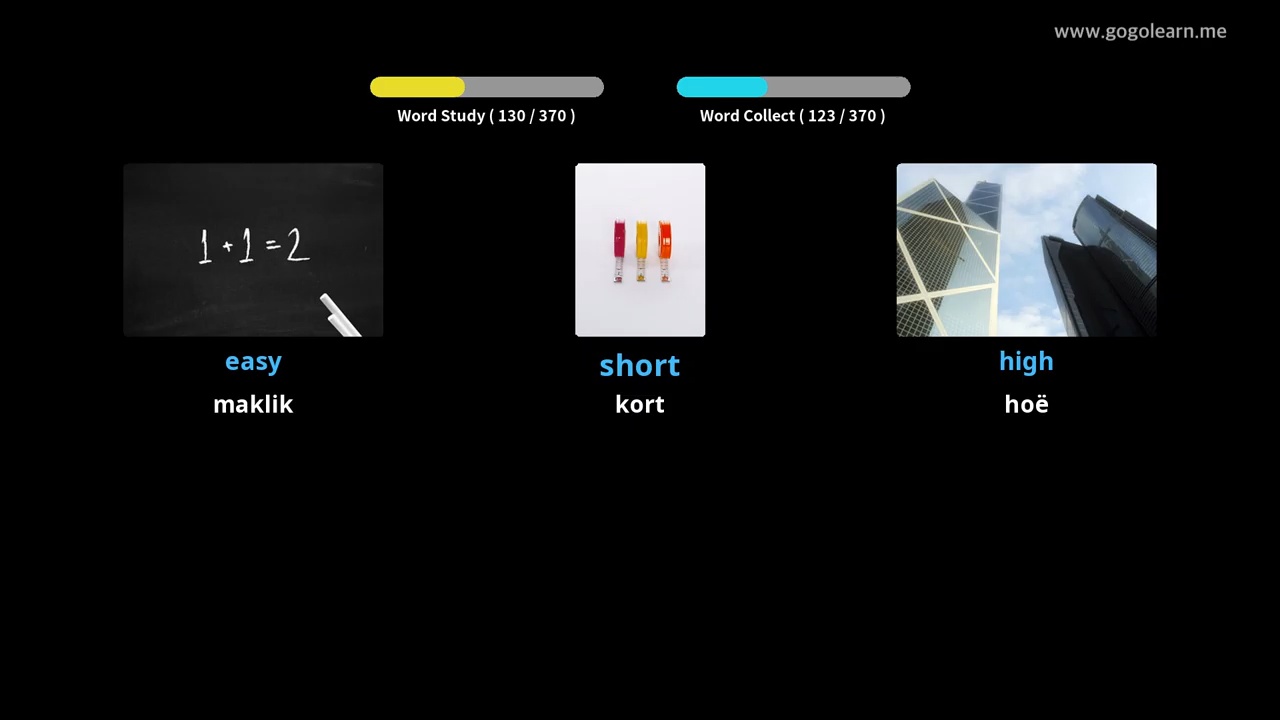 www.gogolearn.me
Word Study ( 130 / 370 )
Word Collect ( 123 / 370 )
1 + 1 = 2
easy
short
high
maklik
kort
hoë